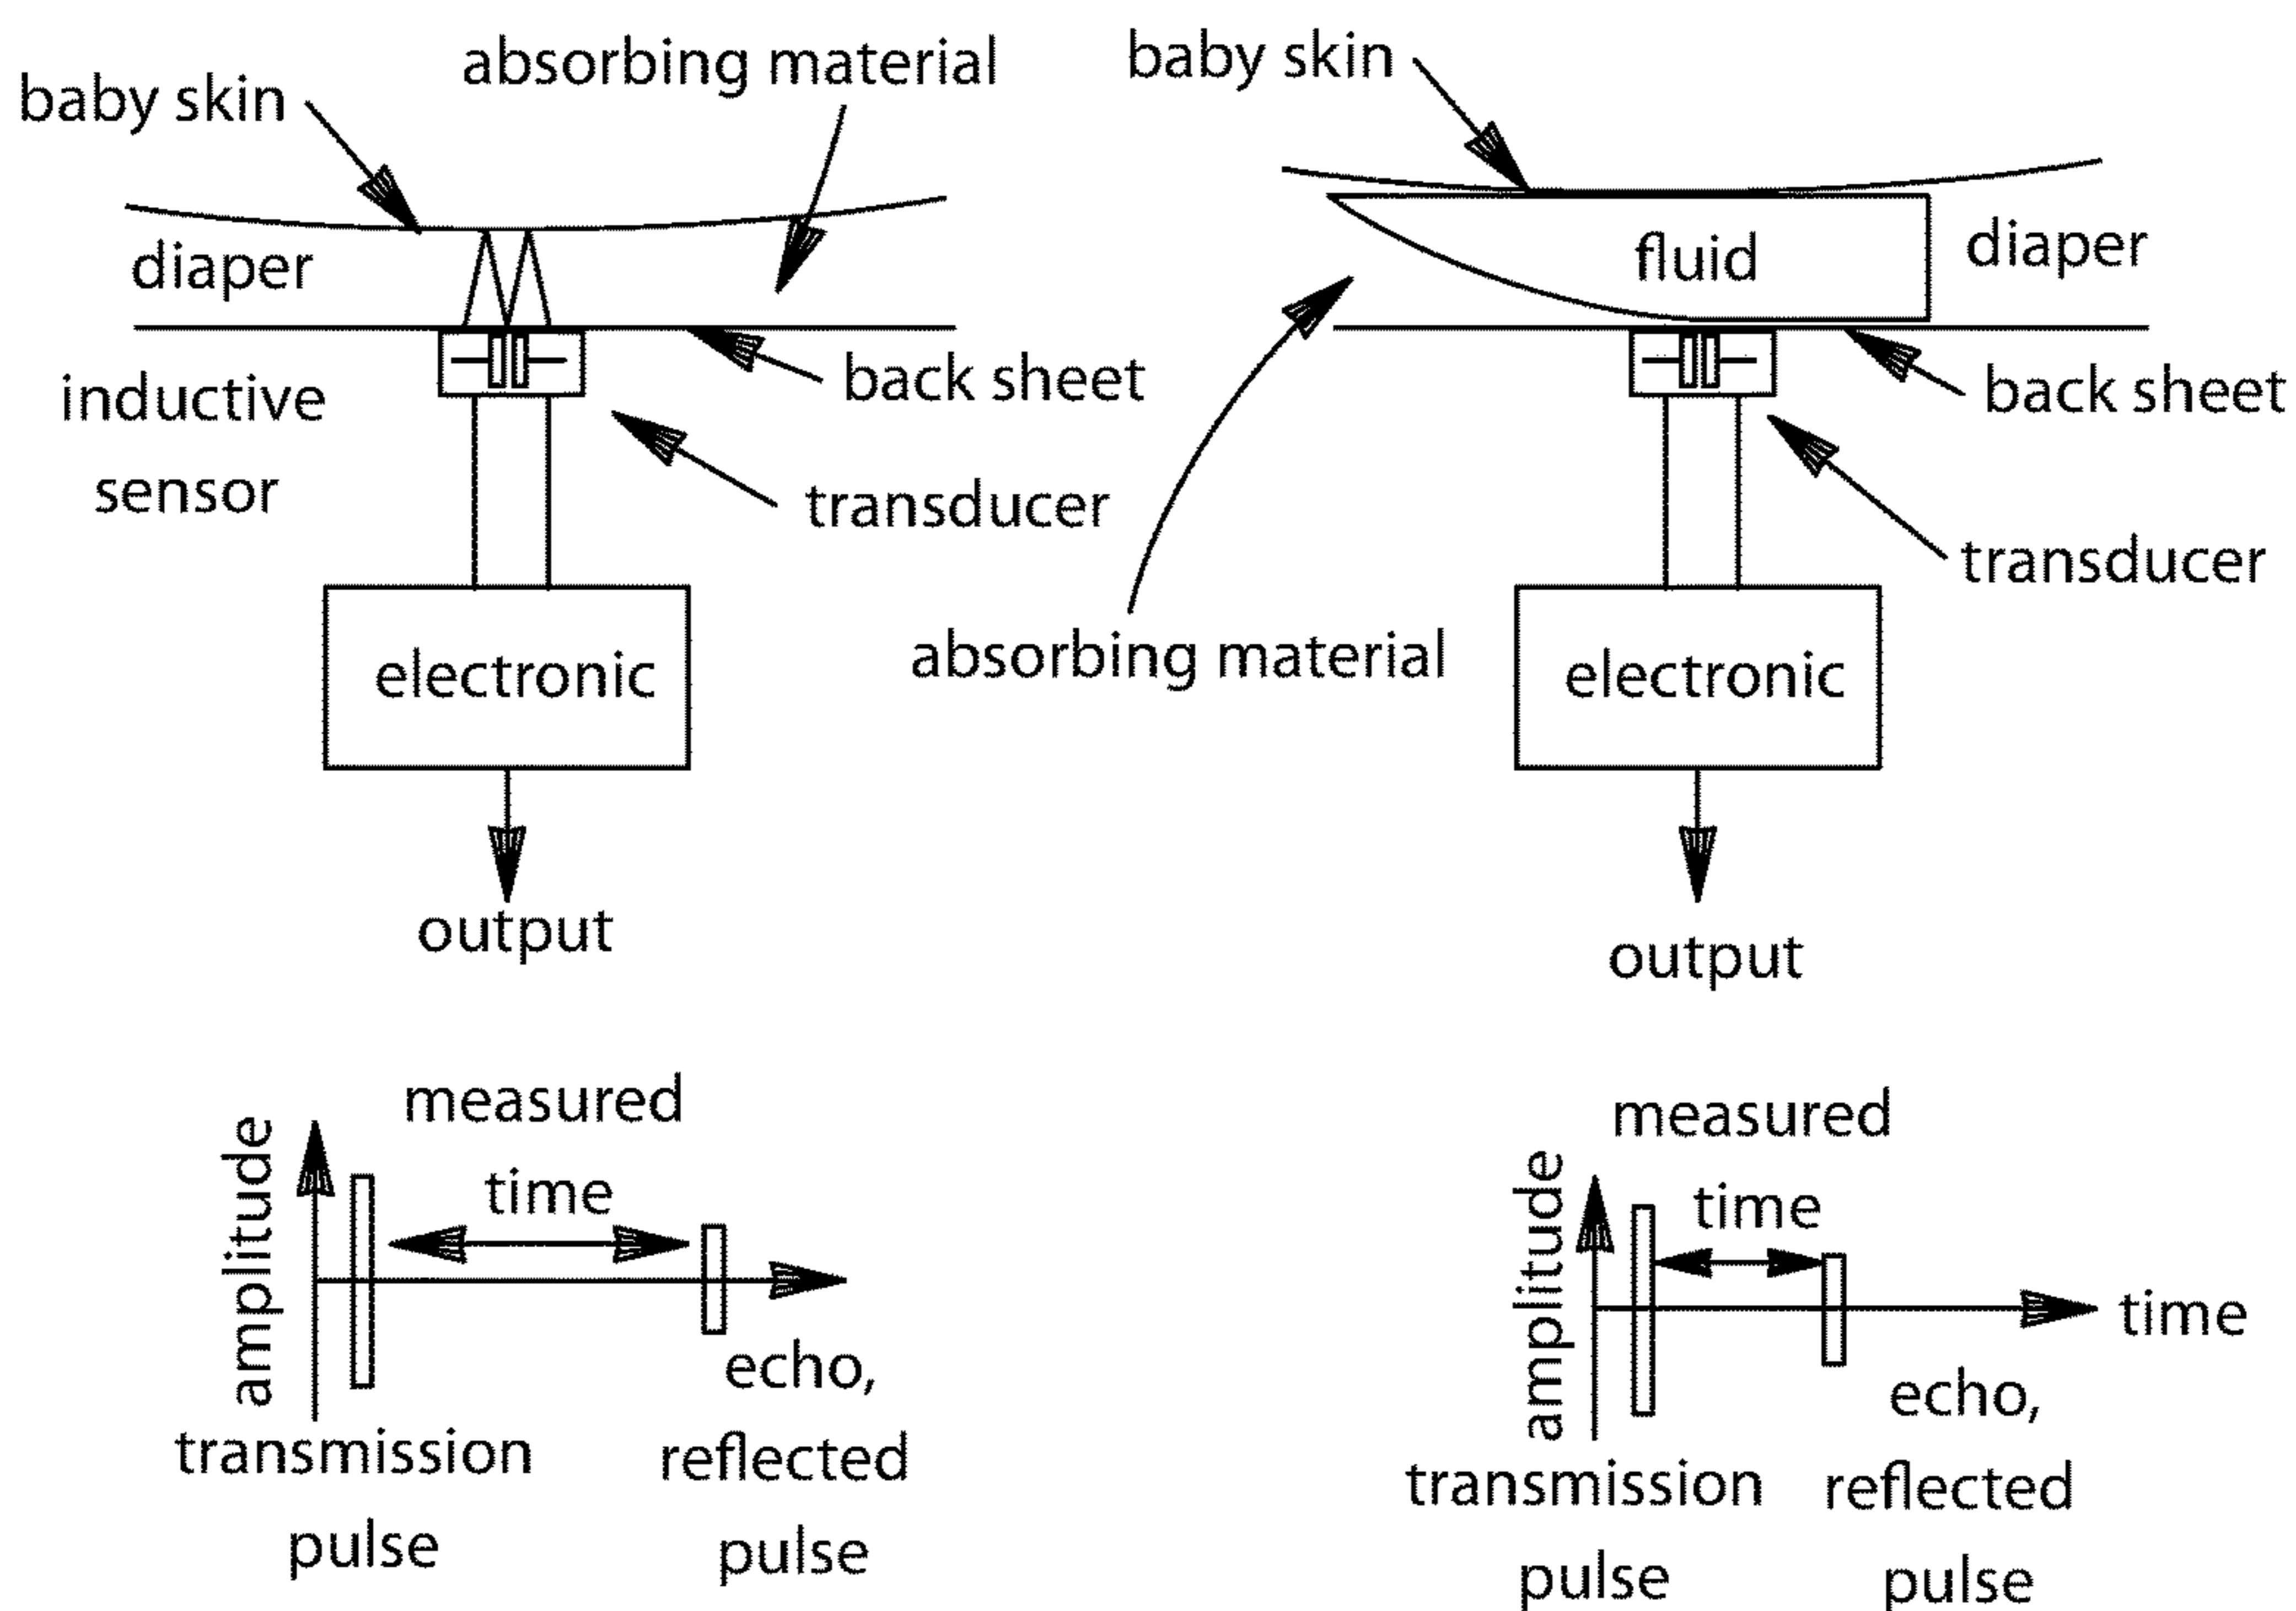 absorbing material
baby skin
diaper
back sheet
inductive
sensor
transducer
electronic
output
baby skin
fluid
diaper
back sheet
transducer
absorbing material
electronic
output
measured
time
amplitude
echo,
reflected
pulse
transmission
pulse
measured
time
amplitude
time
echo,
reflected
pulse
transmission
pulse